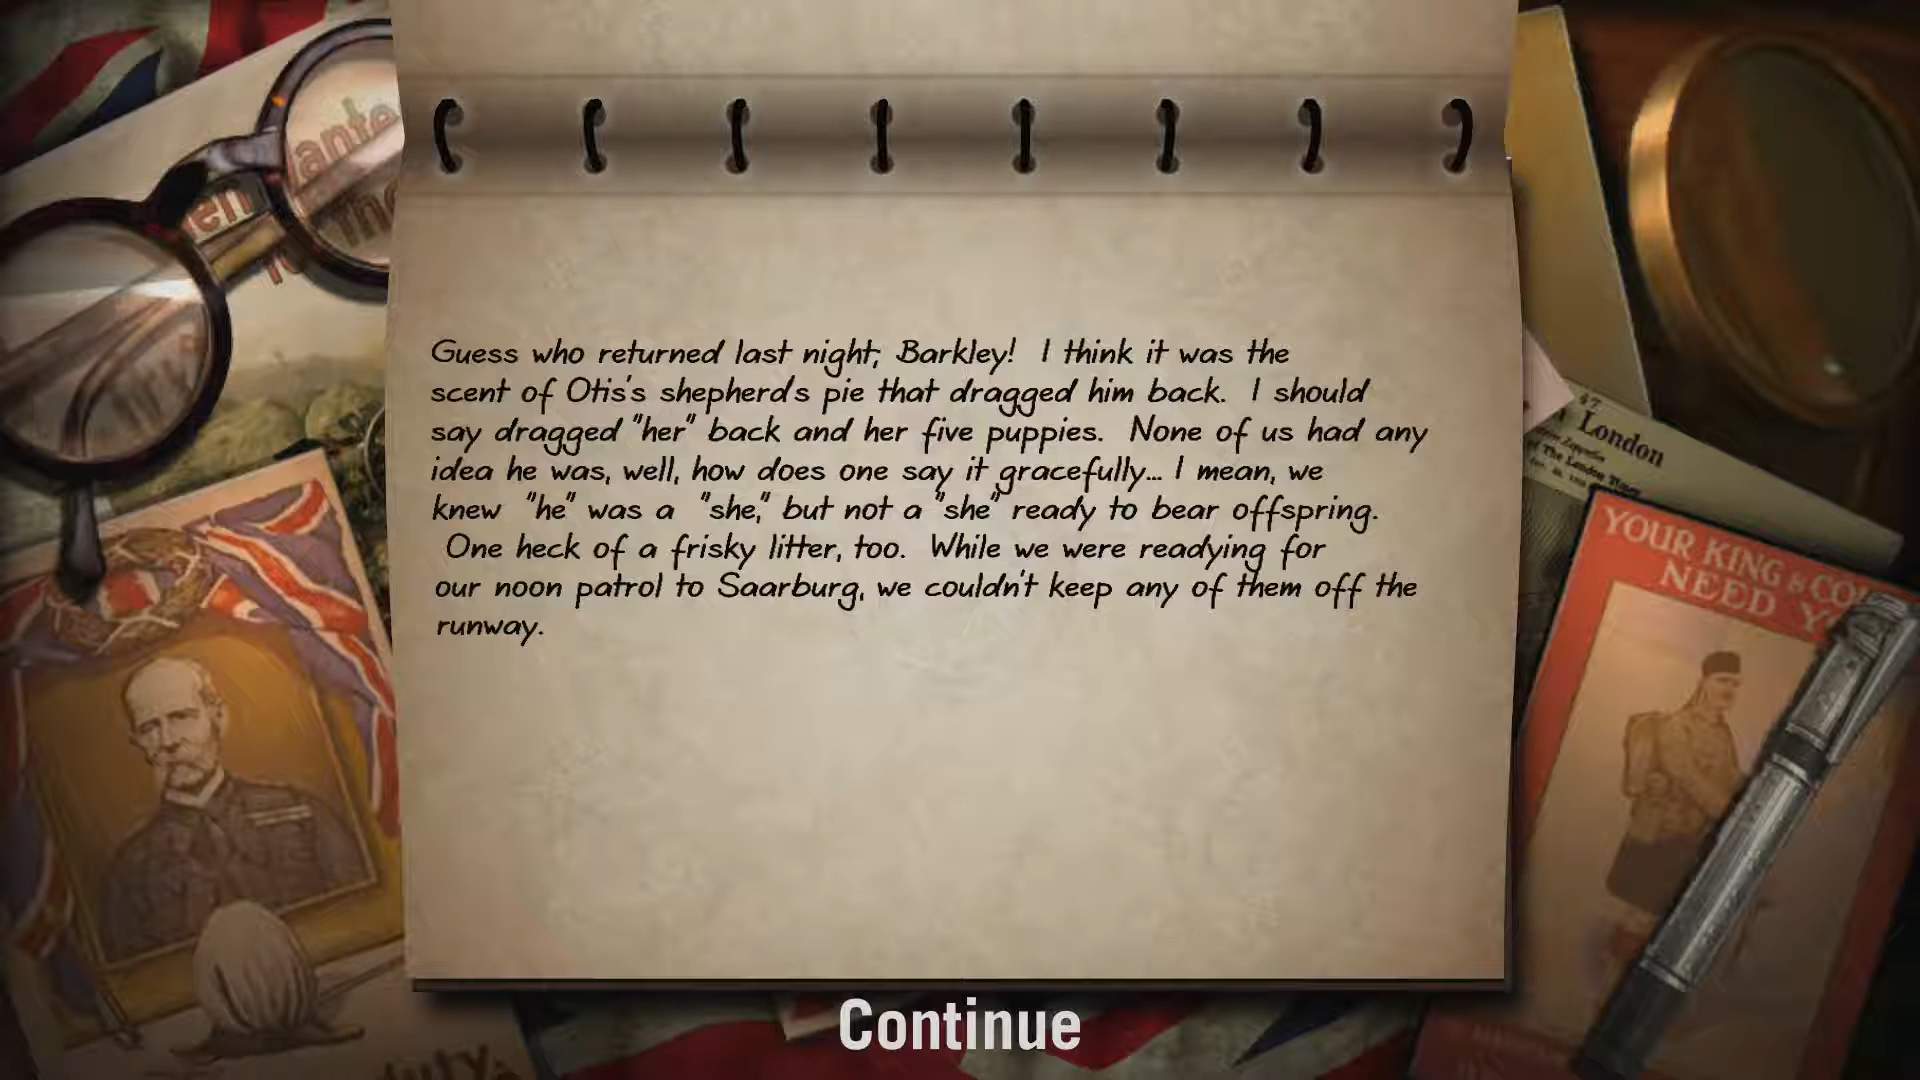 Guess who returned last night; Barkley!  I think it was the
scent of Otis's shepherd's pie that dragged him back.  I should
say dragged "her" back and her five puppies.  None of us had any
idea he was, well, how does one say it gracefully... I mean, we
knew  "he" was a  "she," but not a "she" ready to bear offspring.
One heck of a frisky litter, too.  While we were readying for
our noon patrol to Saarburg, we couldn't keep any of them off the
runway.
London
YOUR KING &
NEED
Continue